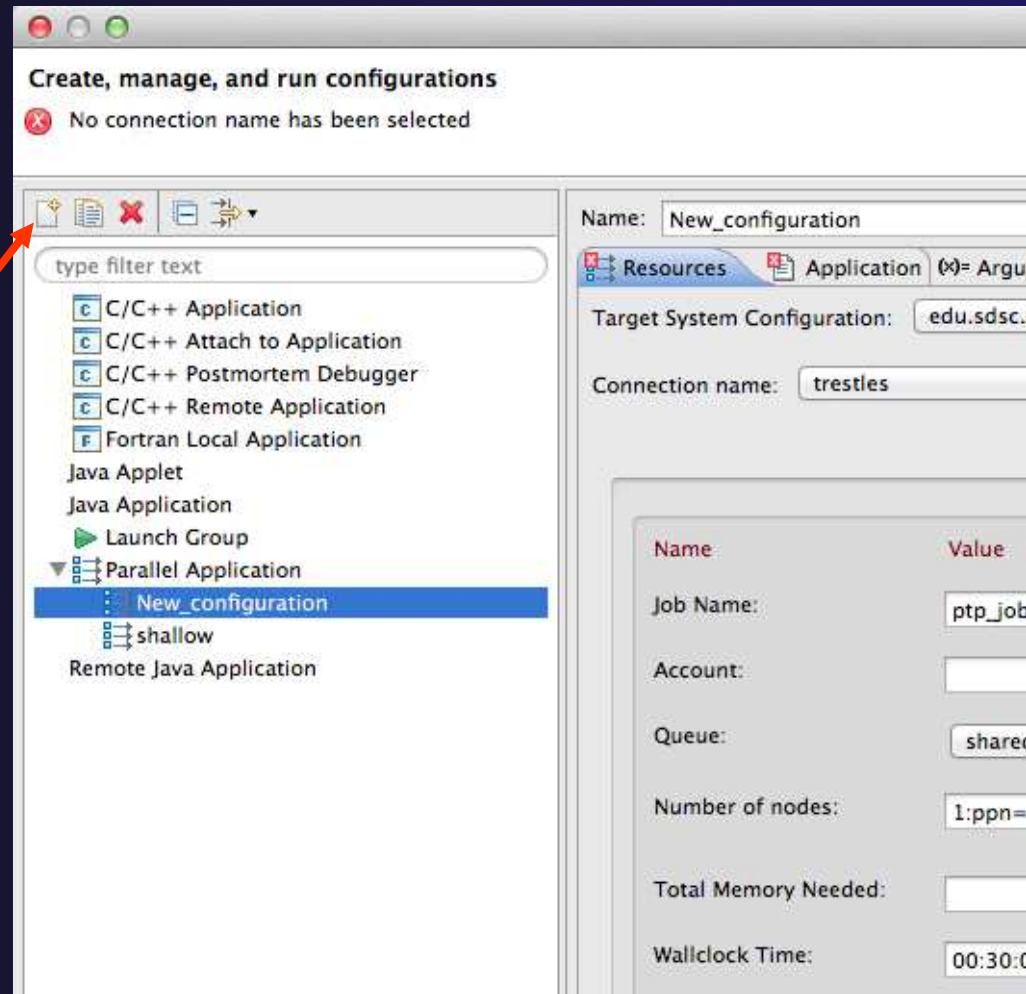 Create, manage, and run configurations
No connection name has been selected
type filter text
C/C++ Application
C/C++ Attach to Application
C/C++ Postmortem Debugger
C/C++ Remote Application
Fortran Local Application
Java Applet
Java Application
Launch Group
Parallel Application
New_configuration
shallow
Remote Java Application
Name: New_configuration
Resources Application (x)= Argu
Target System Configuration: edu.sdsc.
Connection name: trestles
Name Value
Job Name: ptp_job
Account:
Queue: shared
Number of nodes: 1:ppn=
Total Memory Needed:
Wallclock Time: 00:30:0